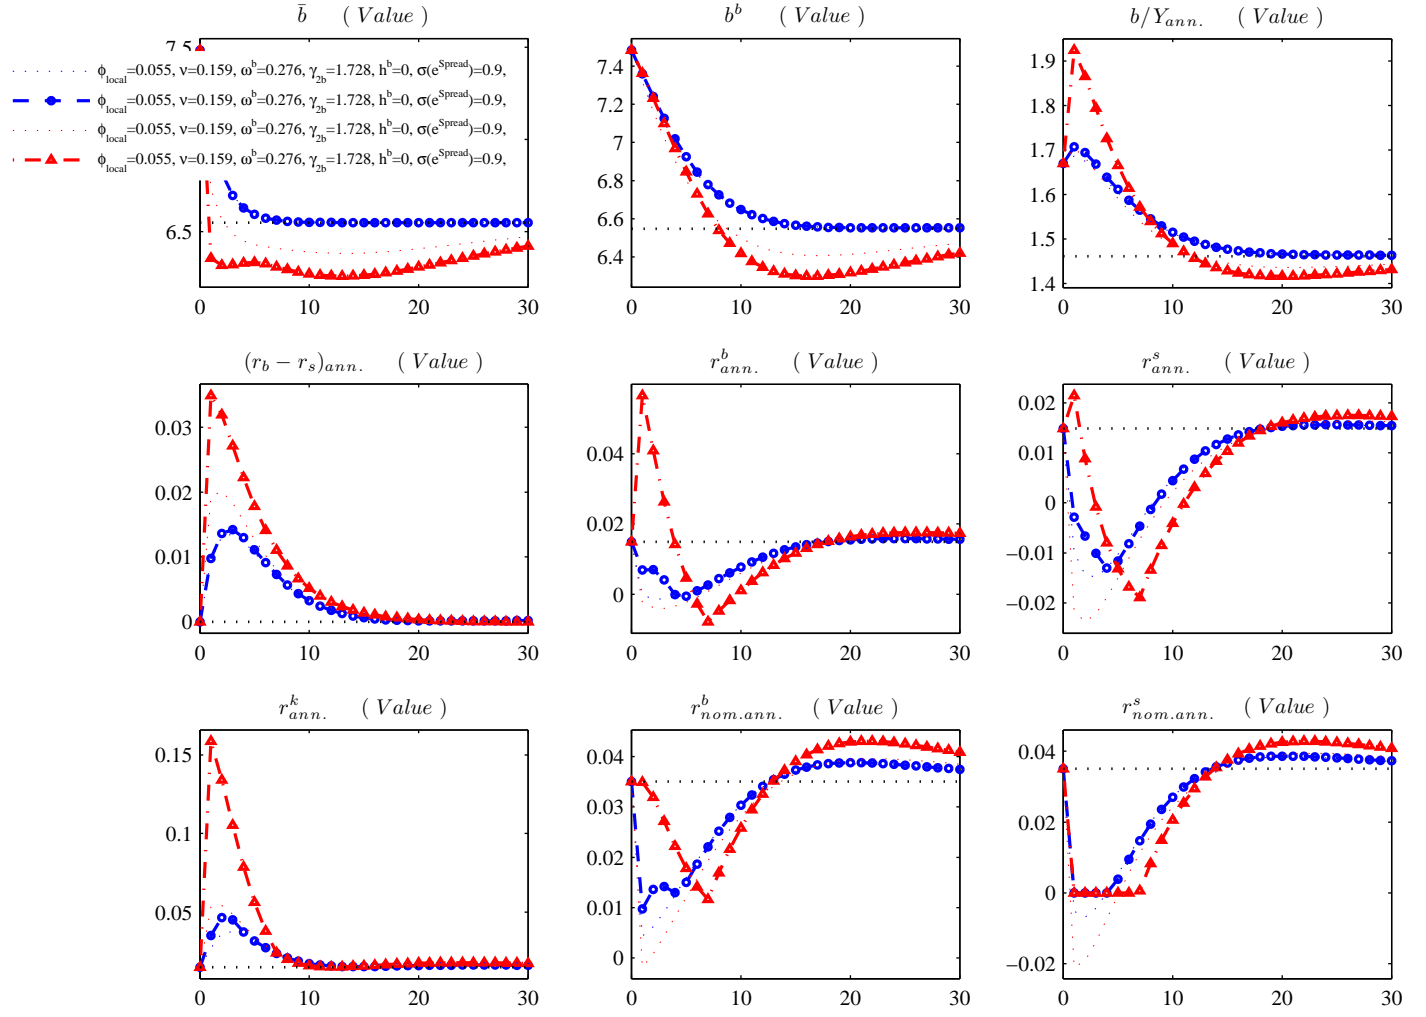 b̄ ( Value )
b^b ( Value )
b/Y_ann. ( Value )
7.5
6.5
0 10 20 30
ϕ_local=0.055, ν=0.159, ω^b=0.276, γ_2b=1.728, h^b=0, σ(e^Spread)=0.9,
ϕ_local=0.055, ν=0.159, ω^b=0.276, γ_2b=1.728, h^b=0, σ(e^Spread)=0.9,
ϕ_local=0.055, ν=0.159, ω^b=0.276, γ_2b=1.728, h^b=0, σ(e^Spread)=0.9,
ϕ_local=0.055, ν=0.159, ω^b=0.276, γ_2b=1.728, h^b=0, σ(e^Spread)=0.9,
7.4
7.2
7
6.8
6.6
6.4
0 10 20 30
1.9
1.8
1.7
1.6
1.5
1.4
0 10 20 30
(r_b − r_s)_ann. ( Value )
r^b_ann. ( Value )
r^s_ann. ( Value )
0.03
0.02
0.01
0
0 10 20 30
0.04
0.02
0
0 10 20 30
0.02
0.01
0
−0.01
−0.02
0 10 20 30
r^k_ann. ( Value )
r^b_nom.ann. ( Value )
r^s_nom.ann. ( Value )
0.15
0.1
0.05
0 10 20 30
0.04
0.03
0.02
0.01
0
0 10 20 30
0.04
0.02
0
−0.02
0 10 20 30